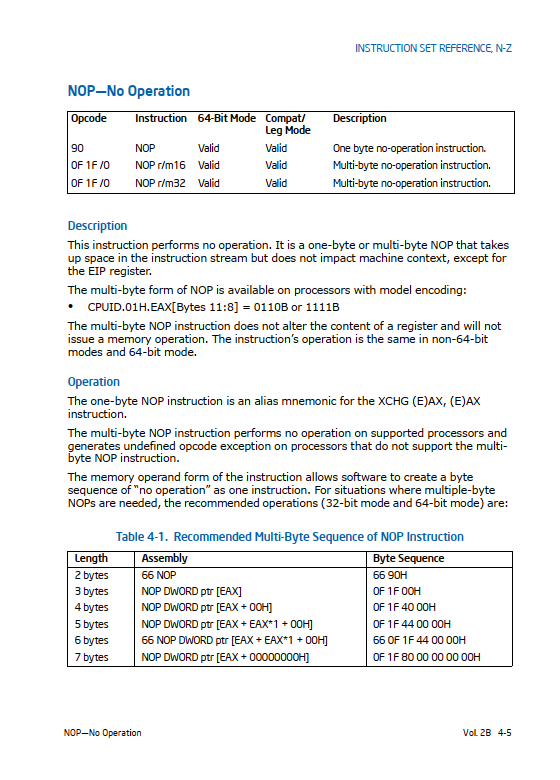 INSTRUCTION SET REFERENCE, N-Z
NOP—No Operation
Opcode Instruction 64-Bit Mode Compat/ Description
Leg Mode
90 NOP Valid Valid One byte no-operation instruction.
0F 1F /0 NOP r/m16 Valid Valid Multi-byte no-operation instruction.
0F 1F /0 NOP r/m32 Valid Valid Multi-byte no-operation instruction.
Description
This instruction performs no operation. It is a one-byte or multi-byte NOP that takes
up space in the instruction stream but does not impact machine context, except for
the EIP register.
The multi-byte form of NOP is available on processors with model encoding:
• CPUID.01H.EAX[Bytes 11:8] = 0110B or 1111B
The multi-byte NOP instruction does not alter the content of a register and will not
issue a memory operation. The instruction's operation is the same in non-64-bit
modes and 64-bit mode.
Operation
The one-byte NOP instruction is an alias mnemonic for the XCHG (E)AX, (E)AX
instruction.
The multi-byte NOP instruction performs no operation on supported processors and
generates undefined opcode exception on processors that do not support the multi-
byte NOP instruction.
The memory operand form of the instruction allows software to create a byte
sequence of “no operation” as one instruction. For situations where multiple-byte
NOPs are needed, the recommended operations (32-bit mode and 64-bit mode) are:
Table 4-1. Recommended Multi-Byte Sequence of NOP Instruction
Length Assembly Byte Sequence
2 bytes 66 NOP 66 90H
3 bytes NOP DWORD ptr [EAX] 0F 1F 00H
4 bytes NOP DWORD ptr [EAX + 00H] 0F 1F 40 00H
5 bytes NOP DWORD ptr [EAX + EAX*1 + 00H] 0F 1F 44 00 00H
6 bytes 66 NOP DWORD ptr [EAX + EAX*1 + 00H] 66 0F 1F 44 00 00H
7 bytes NOP DWORD ptr [EAX + 00000000H] 0F 1F 80 00 00 00 00H
NOP—No Operation Vol. 2B 4-5